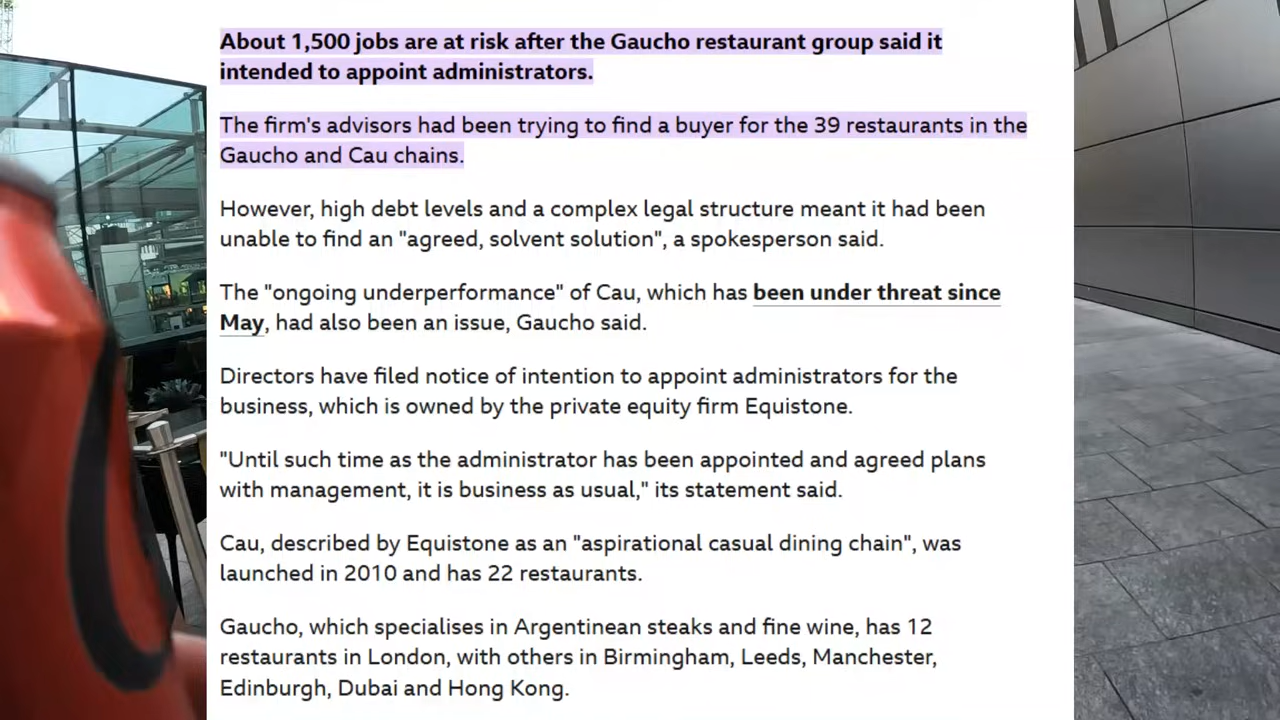 About 1,500 jobs are at risk after the Gaucho restaurant group said it
intended to appoint administrators.
The firm's advisors had been trying to find a buyer for the 39 restaurants in the
Gaucho and Cau chains.
However, high debt levels and a complex legal structure meant it had been
unable to find an "agreed, solvent solution", a spokesperson said.
The "ongoing underperformance" of Cau, which has been under threat since
May, had also been an issue, Gaucho said.
Directors have filed notice of intention to appoint administrators for the
business, which is owned by the private equity firm Equistone.
"Until such time as the administrator has been appointed and agreed plans
with management, it is business as usual," its statement said.
Cau, described by Equistone as an "aspirational casual dining chain", was
launched in 2010 and has 22 restaurants.
Gaucho, which specialises in Argentinean steaks and fine wine, has 12
restaurants in London, with others in Birmingham, Leeds, Manchester,
Edinburgh, Dubai and Hong Kong.